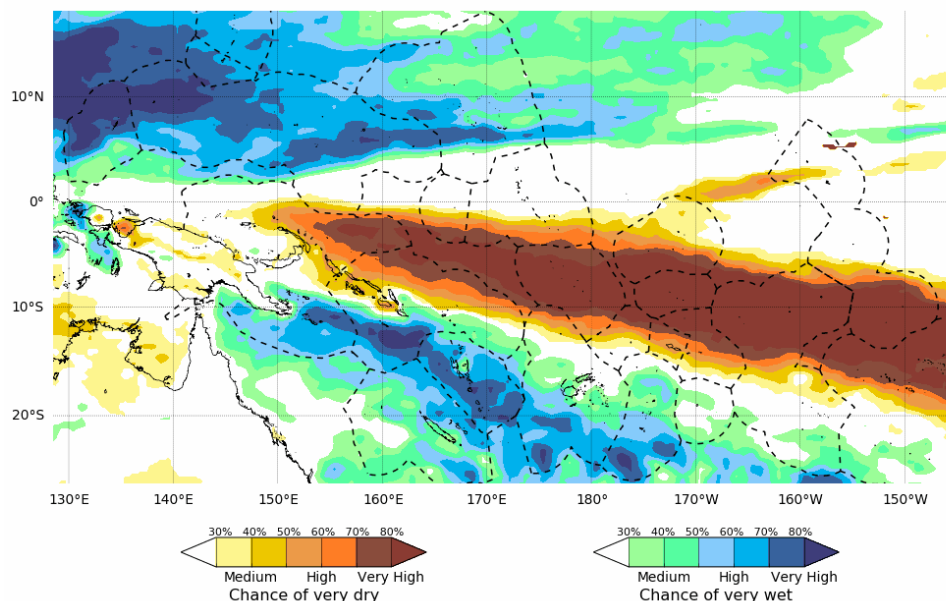 10°N
0°
10°S
20°S
130°E 140°E 150°E 160°E 170°E 180° 170°W 160°W 150°W
30% 40% 50% 60% 70% 80%
Medium High Very High
Chance of very dry
30% 40% 50% 60% 70% 80%
Medium High Very High
Chance of very wet